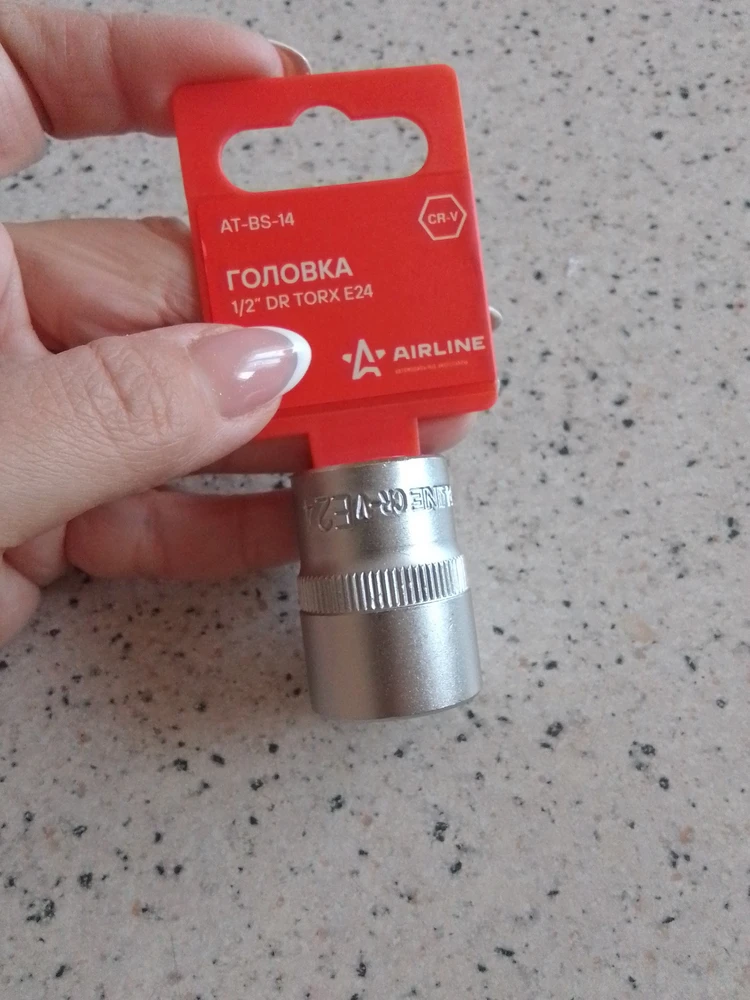 AT-BS-14
CR-V
ГОЛОВКА
1/2" DR TORX E24
AIRLINE
CR-V E24